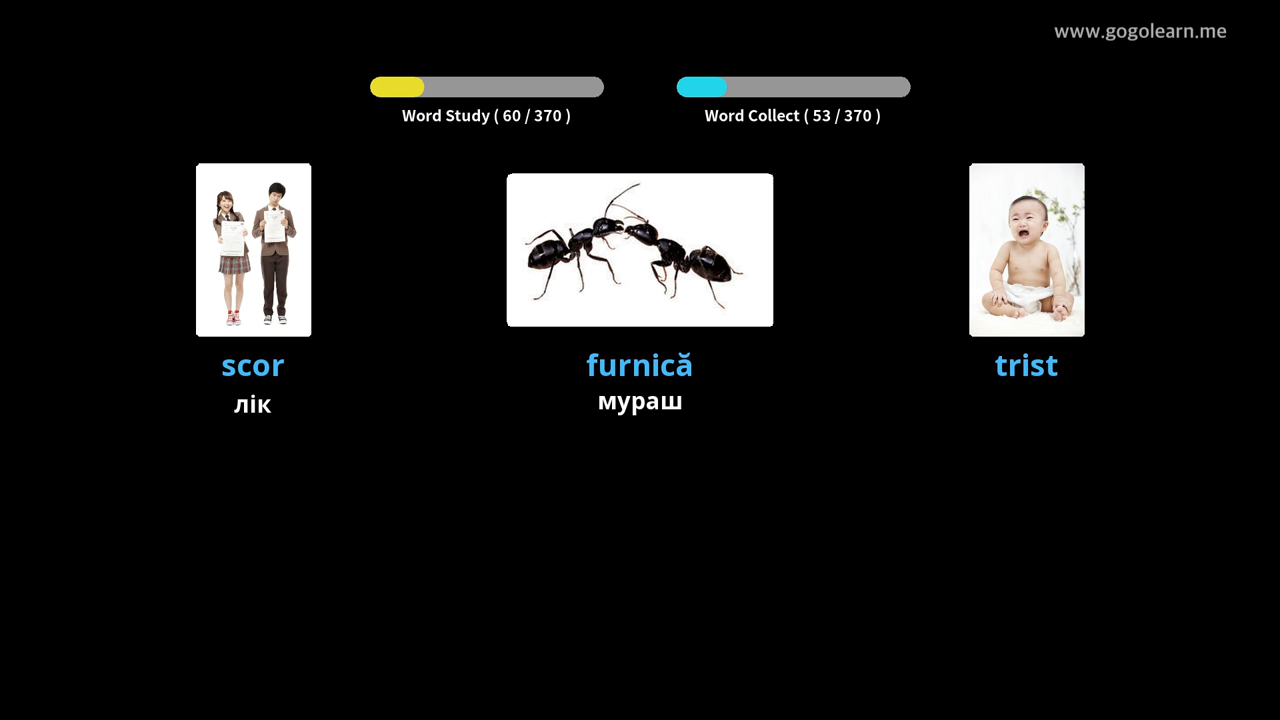 www.gogolearn.me
Word Study ( 60 / 370 )
Word Collect ( 53 / 370 )
scor
furnică
trist
лік
мураш